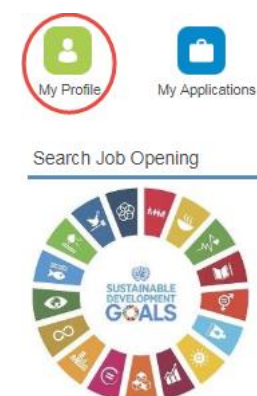 My Profile
My Applications
Search Job Opening
SUSTAINABLE
DEVELOPMENT
GOALS